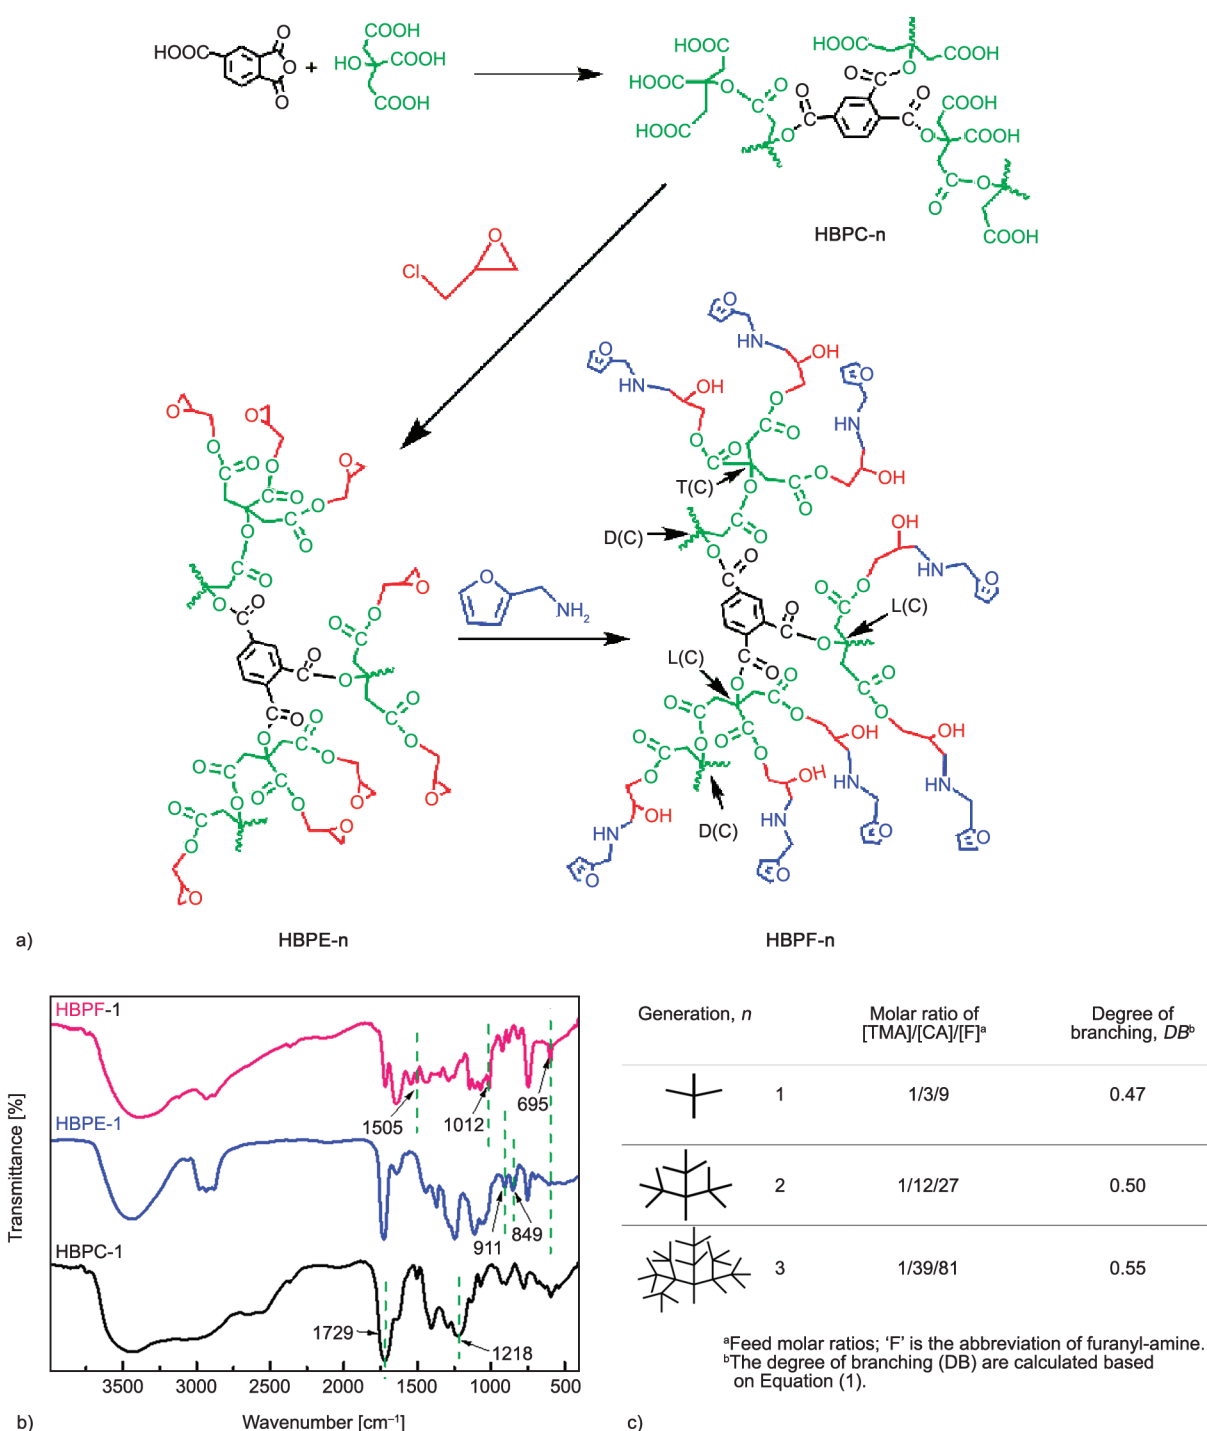 HOOC
O
O
O
+
COOH
HO
COOH
COOH
HOOC
HOOC
HOOC
O
O
O
O
C
C
HOOC
COOH
O
O
C
O
C
O
COOH
COOH
C
O
O
COOH
HBPC-n
Cl
O
HBPE-n
O
NH2
T(C)
D(C)
L(C)
L(C)
D(C)
OH
OH
OH
OH
OH
OH
OH
OH
HN
HN
HN
HN
HN
HN
HN
HN
HBPF-n
a)
HBPF-1
1505
1012
695
HBPE-1
911
849
HBPC-1
1729
1218
Transmittance [%]
3500 3000 2500 2000 1500 1000 500
Wavenumber [cm⁻¹]
b)
Generation, n
Molar ratio of
[TMA]/[CA]/[F]ᵃ
Degree of
branching, DBᵇ
1 1/3/9 0.47
2 1/12/27 0.50
3 1/39/81 0.55
ᵃFeed molar ratios; ‘F’ is the abbreviation of furanyl-amine.
ᵇThe degree of branching (DB) are calculated based
on Equation (1).
c)